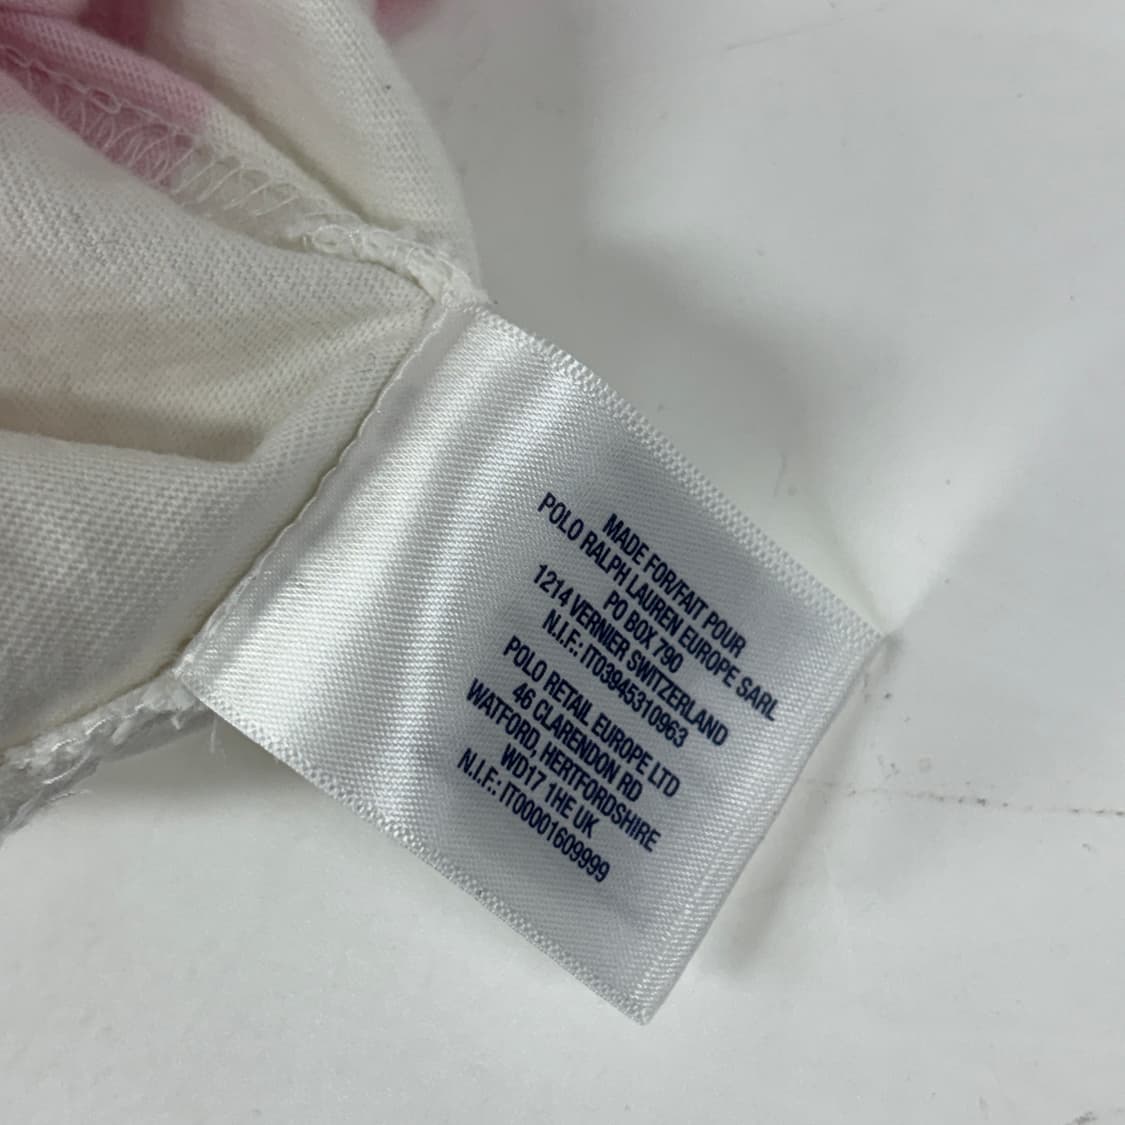 MADE FOR/FAIT POUR
POLO RALPH LAUREN EUROPE SARL
PO BOX 790
1214 VERNIER SWITZERLAND
N.I.F.: IT03945310963
POLO RETAIL EUROPE LTD
46 CLARENDON RD
WATFORD, HERTFORDSHIRE
WD17 1HE UK
N.I.F.: IT00001609999